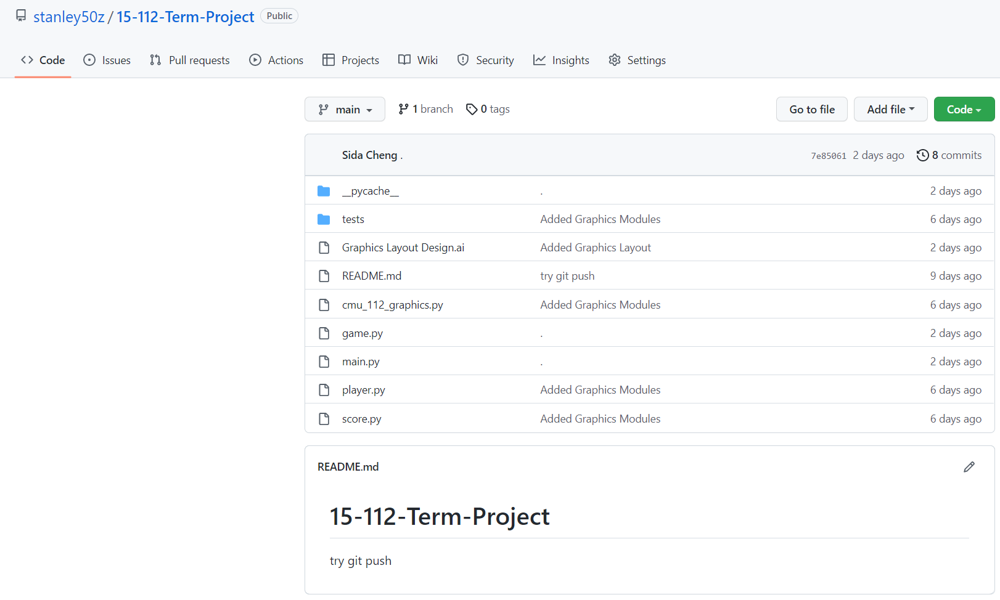 stanley50z / 15-112-Term-Project Public
Code Issues Pull requests Actions Projects Wiki Security Insights Settings
main 1 branch 0 tags Go to file Add file Code
Sida Cheng . 7e85061 2 days ago 8 commits
__pycache__ . 2 days ago
tests Added Graphics Modules 6 days ago
Graphics Layout Design.ai Added Graphics Layout 2 days ago
README.md try git push 9 days ago
cmu_112_graphics.py Added Graphics Modules 6 days ago
game.py . 2 days ago
main.py . 2 days ago
player.py Added Graphics Modules 6 days ago
score.py Added Graphics Modules 6 days ago
README.md
15-112-Term-Project
try git push